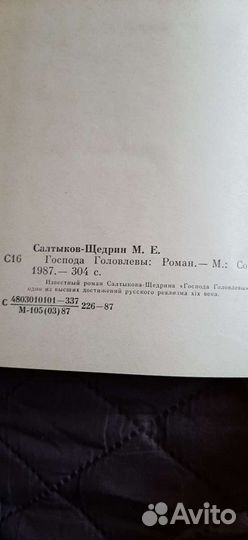 Салтыков-Щедрин М. Е.
С16 Господа Головлевы: Роман.— М.: Со
1987.— 304 с.
Известный роман Салтыкова-Щедрина «Господа Головлевы»
один из высших достижений русского реализма xix века.
С 4803010101—337 226—87
М-105(03)87
Avito